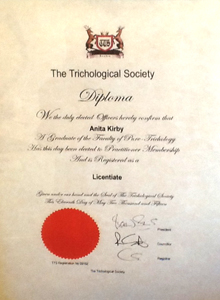 The Trichological Society
Diploma
We the duly elected Officers, hereby confirm that
Anita Kirby
A Graduate of the Faculty of Pure Trichology
Has this day been elected to Practitioner Membership
And is Registered as a
Licentiate
Given under our hand and the Seal of The Trichological Society
This Eleventh Day of May Two Thousand and Fifteen
President
Registrar
The Trichological Society